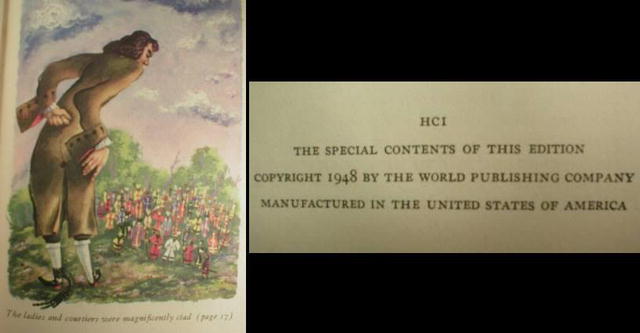 The ladies and courtiers were magnificently clad (page 17)
HCI
THE SPECIAL CONTENTS OF THIS EDITION
COPYRIGHT 1948 BY THE WORLD PUBLISHING COMPANY
MANUFACTURED IN THE UNITED STATES OF AMERICA